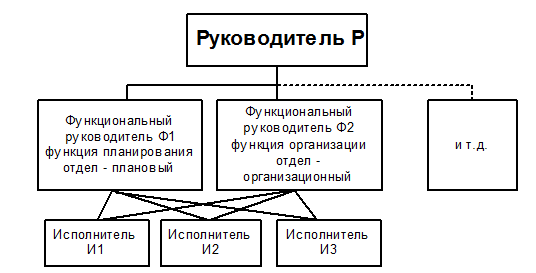 Руководитель Р
Функциональный
руководитель Ф1
функция планирования
отдел - плановый
Функциональный
руководитель Ф2
функция организации
отдел -
организационный
и т.д.
Исполнитель
И1
Исполнитель
И2
Исполнитель
И3